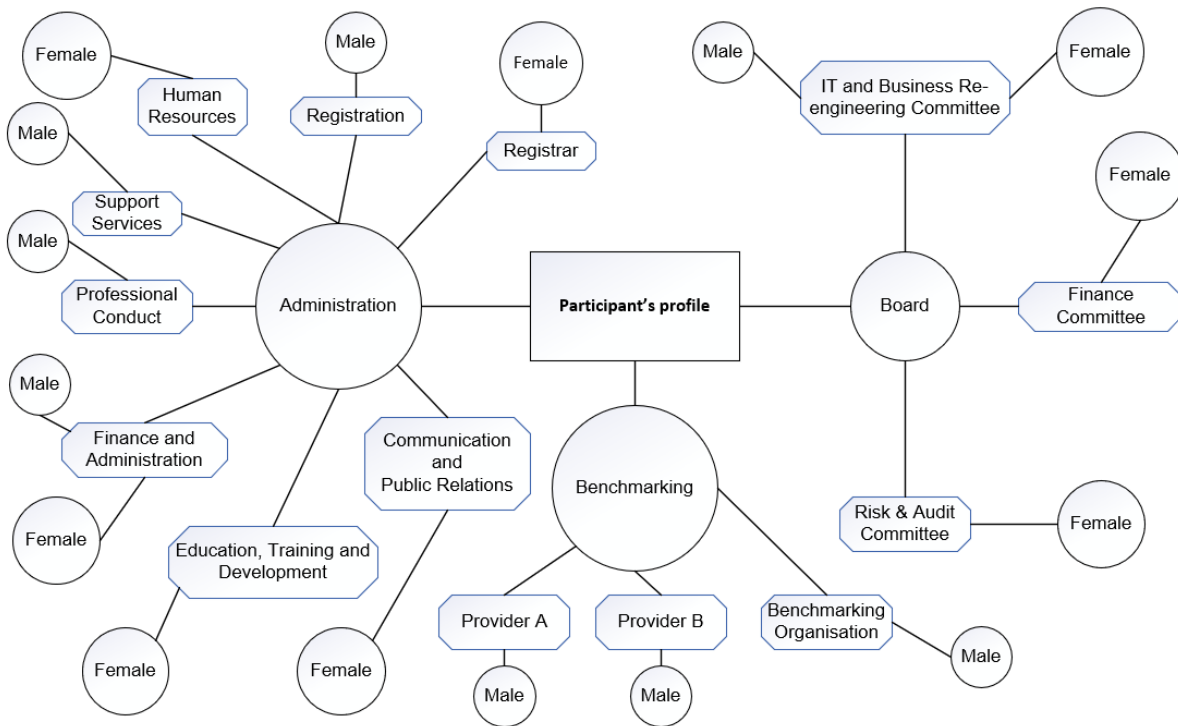 Female
Human
Resources
Male
Registration
Female
Registrar
Male
Support
Services
Male
Professional
Conduct
Administration
Male
Finance and
Administration
Female
Education, Training and
Development
Female
Communication
and
Public Relations
Female
Participant's profile
Benchmarking
Provider A
Male
Provider B
Male
Benchmarking
Organisation
Male
Board
Male
IT and Business Re-
engineering Committee
Female
Female
Finance
Committee
Risk & Audit
Committee
Female